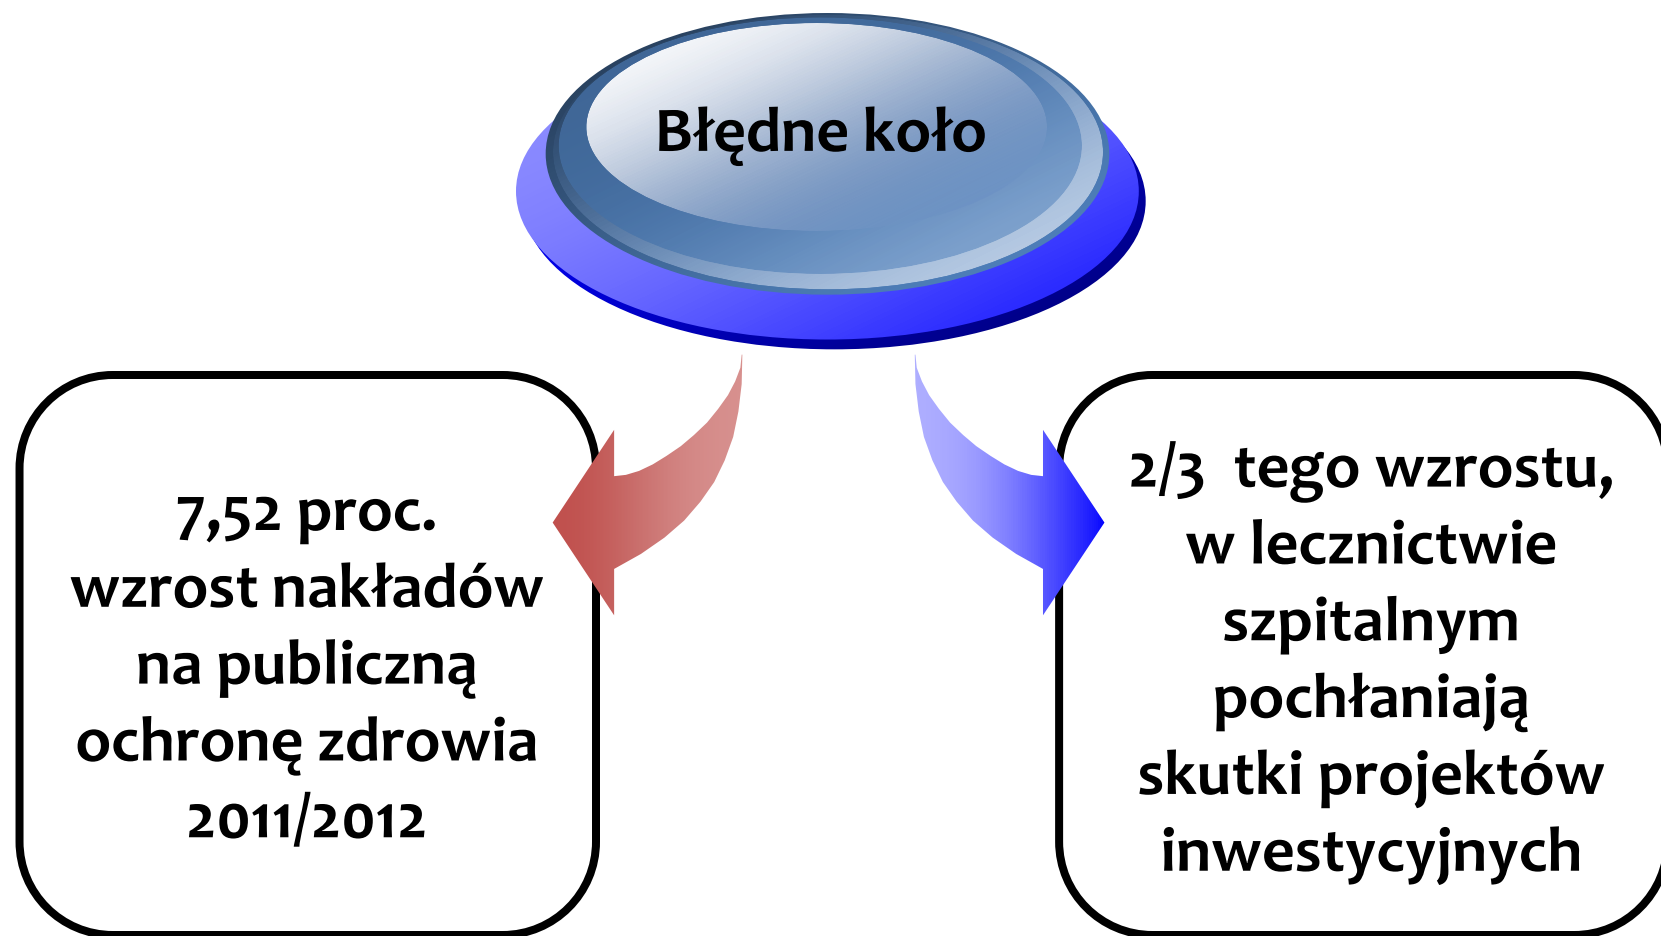 Błędne koło
7,52 proc.
wzrost nakładów
na publiczną
ochronę zdrowia
2011/2012
2/3 tego wzrostu,
w lecznictwie
szpitalnym
pochłaniają
skutki projektów
inwestycyjnych